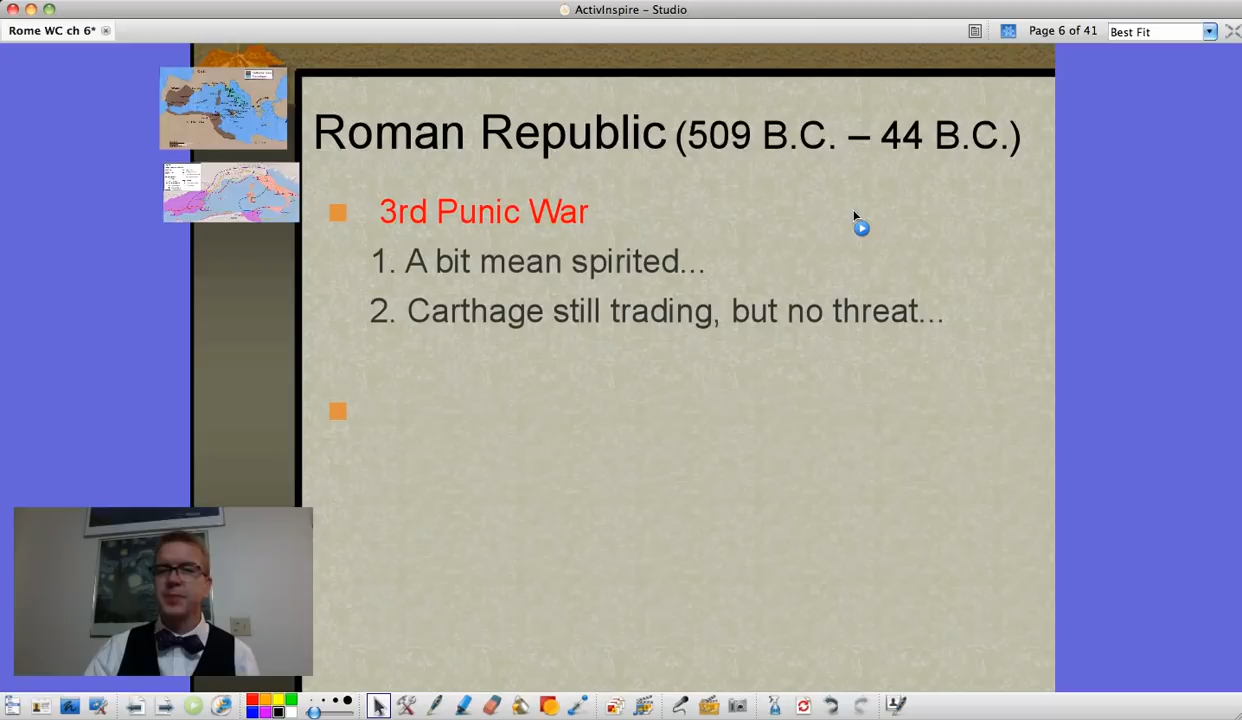 ActivInspire – Studio
Rome WC ch 6*
Page 6 of 41
Best Fit
Roman Republic (509 B.C. – 44 B.C.)
3rd Punic War
1. A bit mean spirited...
2. Carthage still trading, but no threat...